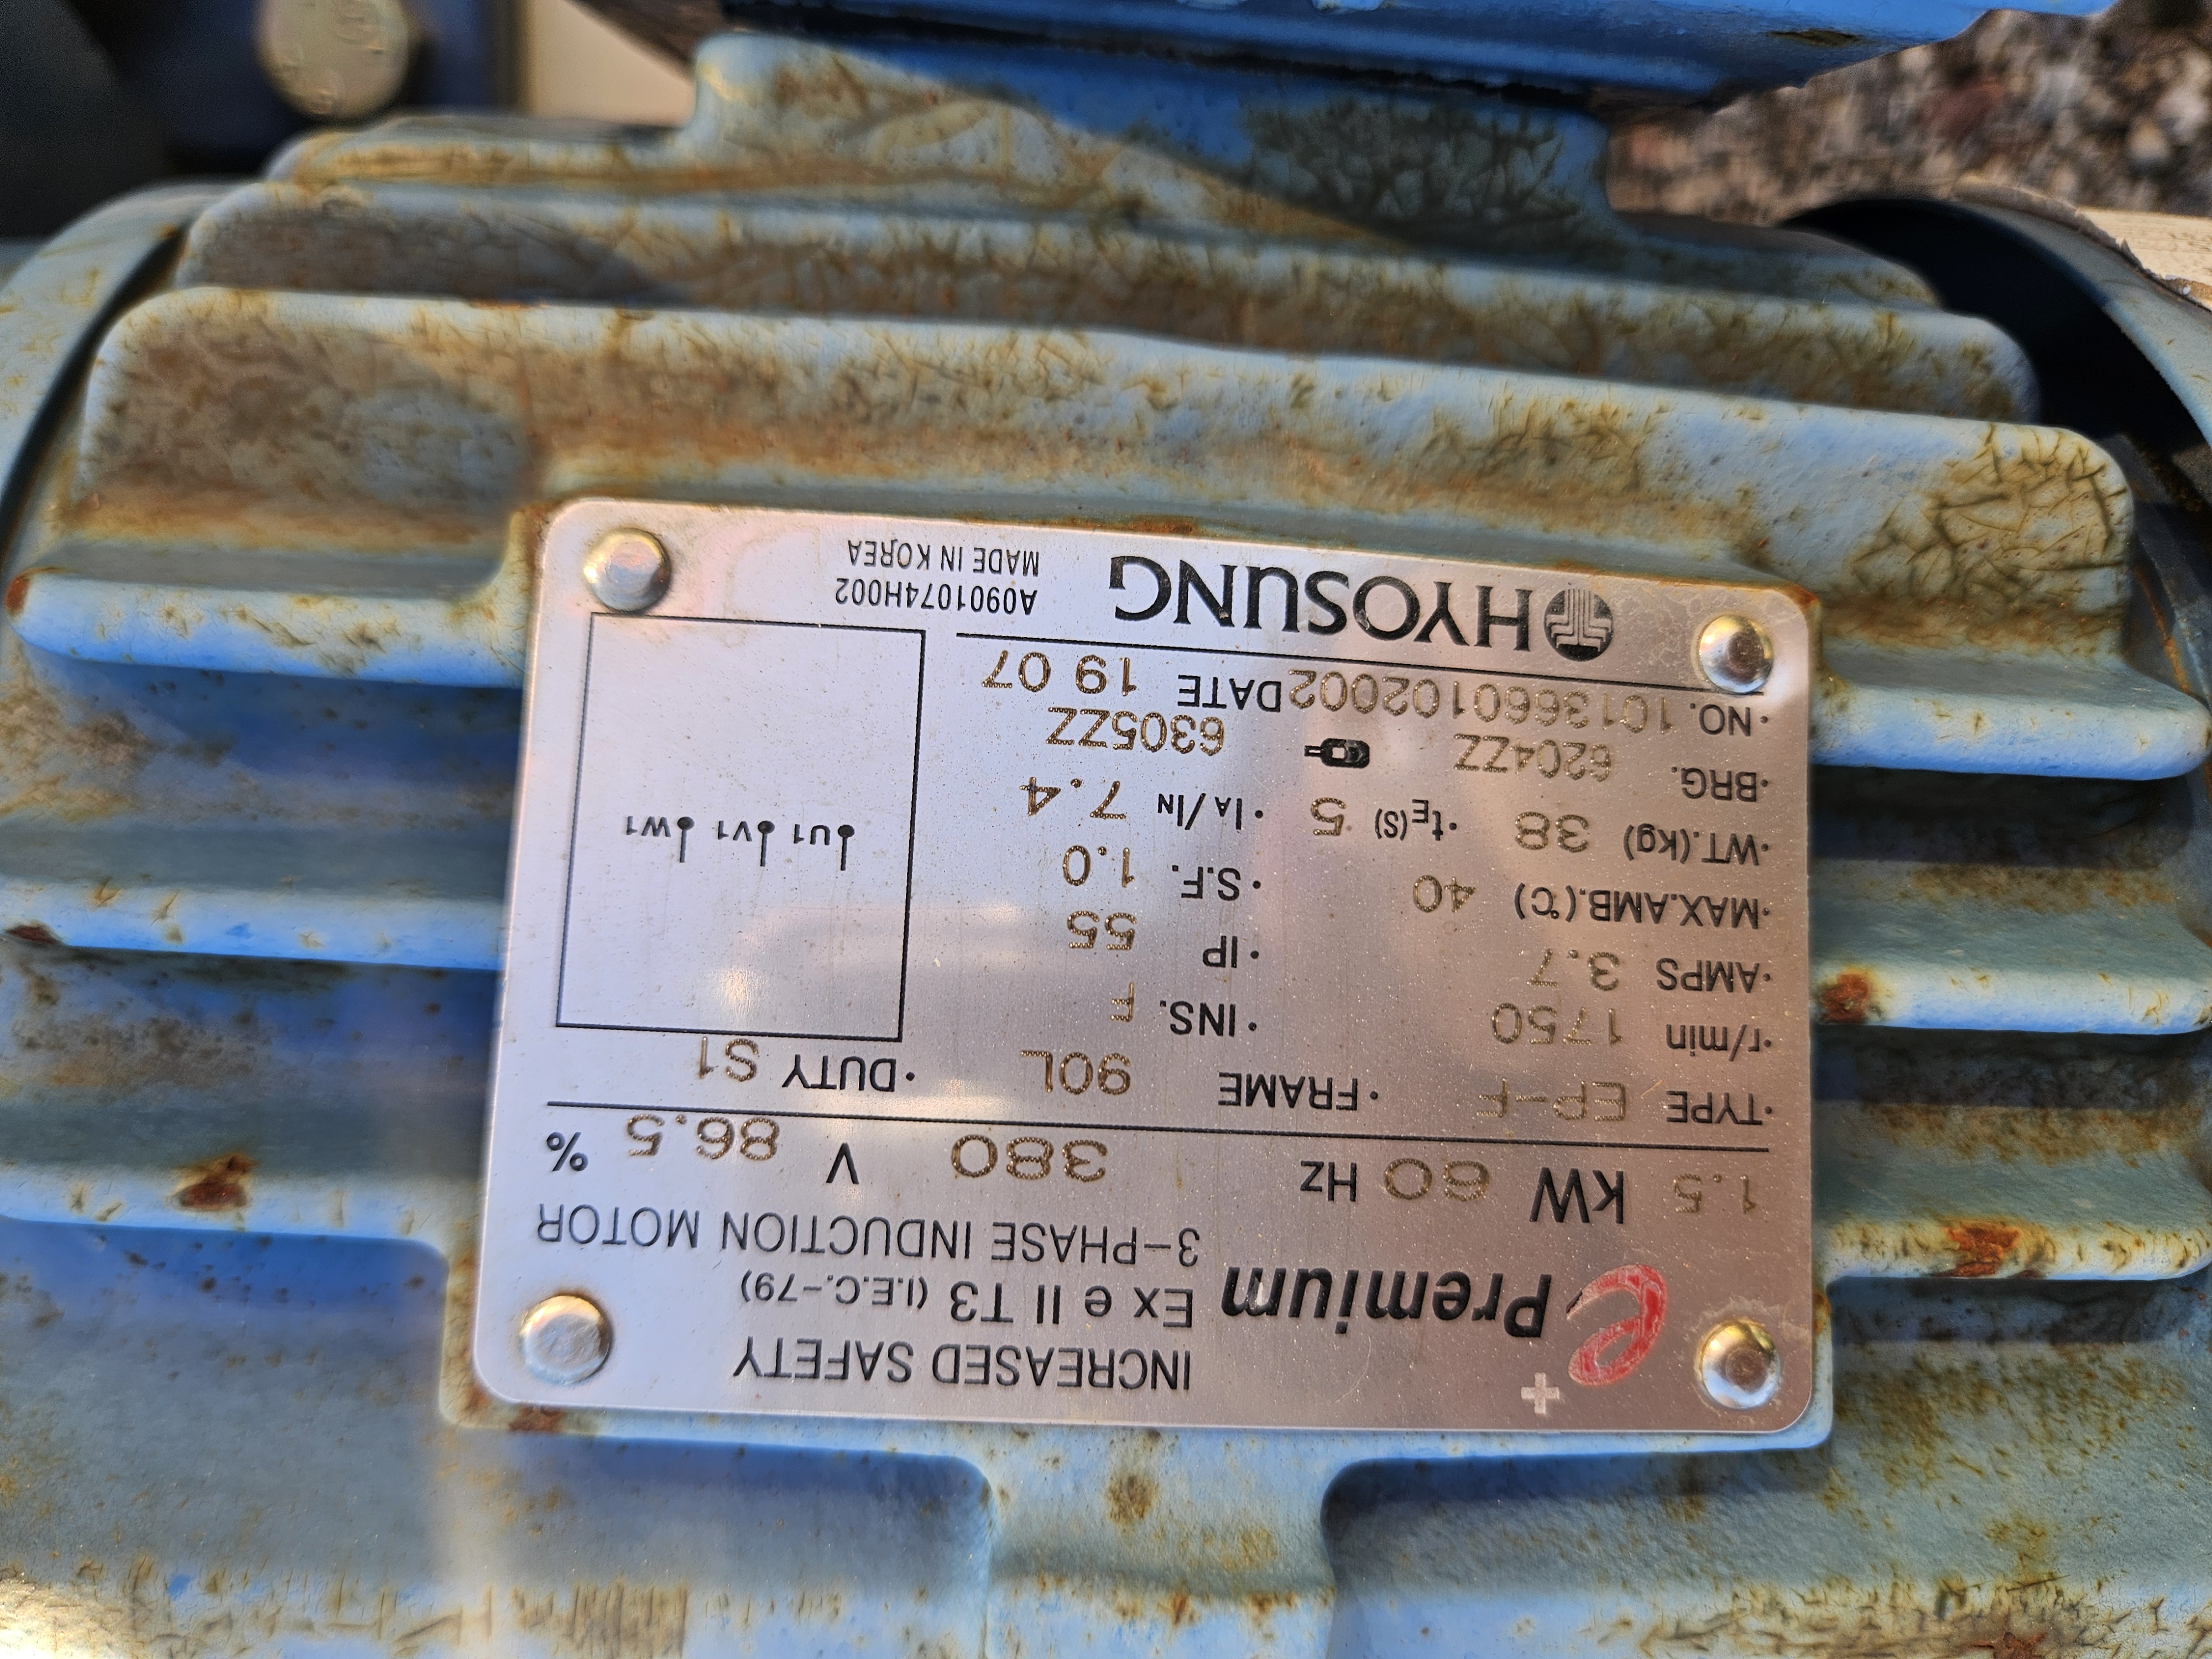 INCREASED SAFETY
e+ Premium Ex e II T3 (I.E.C.-79)
3-PHASE INDUCTION MOTOR
1.5 kW 60 Hz 380 V 86.5 %
·TYPE EP-F ·FRAME 90L ·DUTY S1
·r/min 1750 ·INS. F
·AMPS 3.7 ·IP 55
·MAX.AMB.(℃) 40 ·S.F. 1.0
·WT.(kg) 38 ·tE(S) 5 ·IA/IN 7.4
U1 V1 W1
·BRG. 6204ZZ 6305ZZ
·NO. 1013660102002 DATE 19 07
HYOSUNG
A0901074H002
MADE IN KOREA